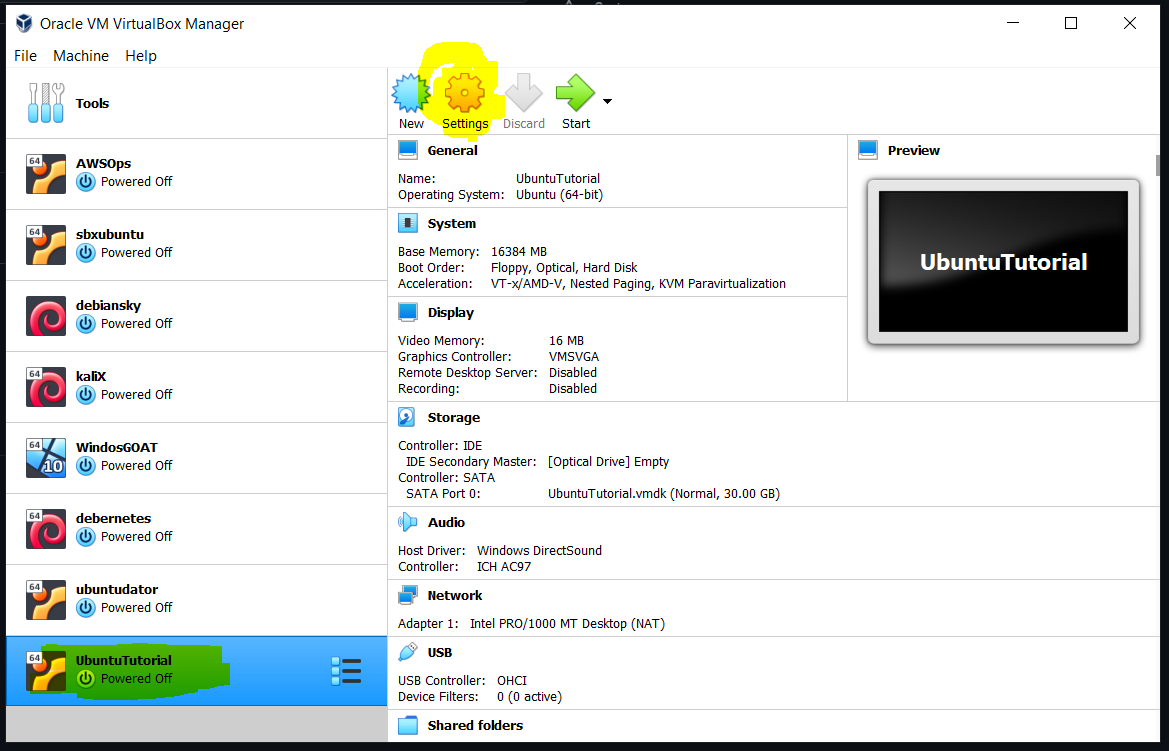 Oracle VM VirtualBox Manager
File Machine Help
Tools
64 AWSOps
Powered Off
64 sbxubuntu
Powered Off
64 debiansky
Powered Off
64 kaliX
Powered Off
64 10 WindosGOAT
Powered Off
64 debernetes
Powered Off
64 ubuntudator
Powered Off
64 UbuntuTutorial
Powered Off
New Settings Discard Start
General
Name: UbuntuTutorial
Operating System: Ubuntu (64-bit)
System
Base Memory: 16384 MB
Boot Order: Floppy, Optical, Hard Disk
Acceleration: VT-x/AMD-V, Nested Paging, KVM Paravirtualization
Display
Video Memory: 16 MB
Graphics Controller: VMSVGA
Remote Desktop Server: Disabled
Recording: Disabled
Storage
Controller: IDE
IDE Secondary Master: [Optical Drive] Empty
Controller: SATA
SATA Port 0: UbuntuTutorial.vmdk (Normal, 30.00 GB)
Audio
Host Driver: Windows DirectSound
Controller: ICH AC97
Network
Adapter 1: Intel PRO/1000 MT Desktop (NAT)
USB
USB Controller: OHCI
Device Filters: 0 (0 active)
Shared folders
Preview
UbuntuTutorial